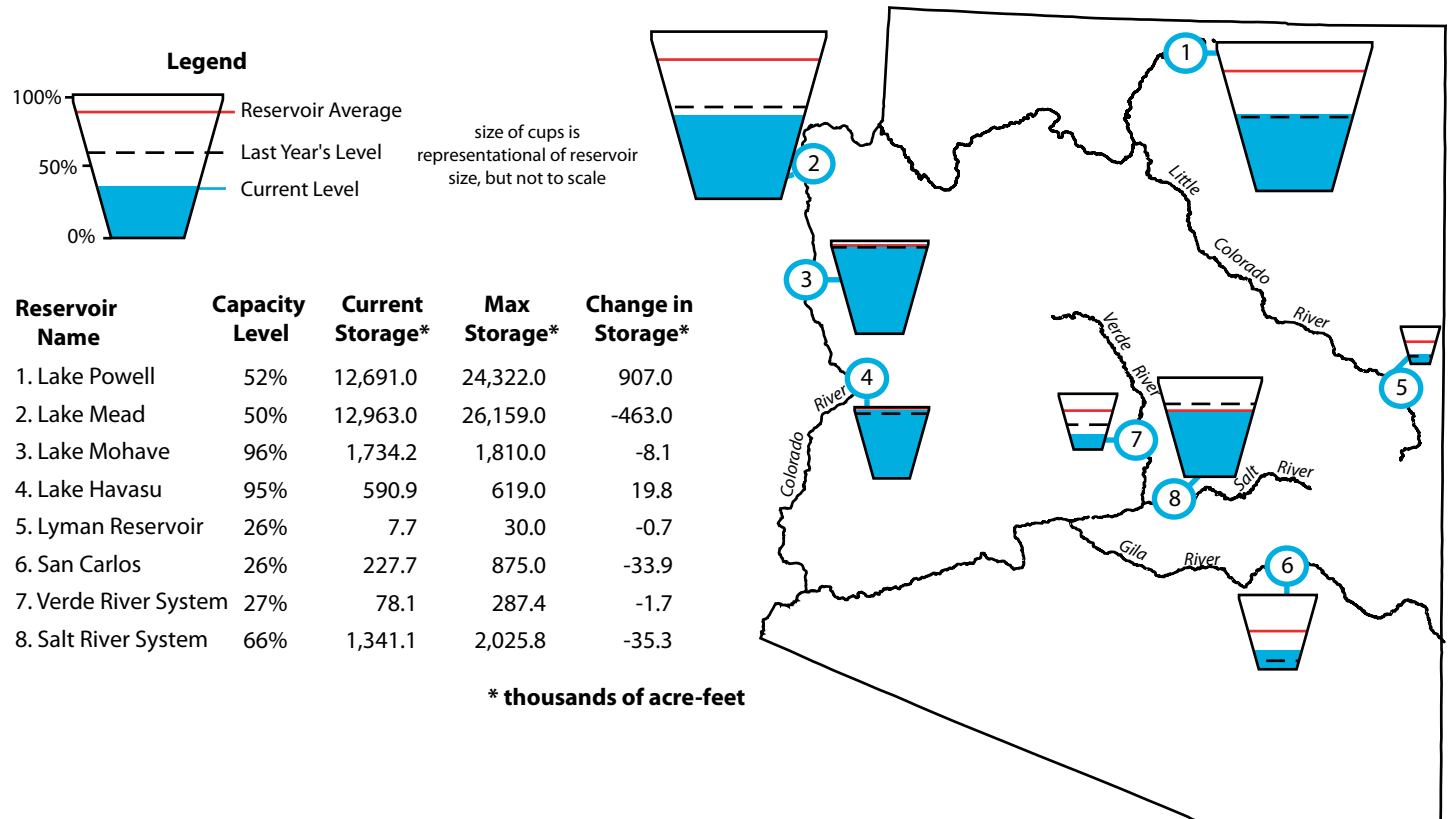 Legend
100%
50%
0%
Reservoir Average
Last Year's Level
Current Level
size of cups is
representational of reservoir
size, but not to scale
Reservoir Name Capacity Level Current Storage* Max Storage* Change in Storage*
1. Lake Powell 52% 12,691.0 24,322.0 907.0
2. Lake Mead 50% 12,963.0 26,159.0 -463.0
3. Lake Mohave 96% 1,734.2 1,810.0 -8.1
4. Lake Havasu 95% 590.9 619.0 19.8
5. Lyman Reservoir 26% 7.7 30.0 -0.7
6. San Carlos 26% 227.7 875.0 -33.9
7. Verde River System 27% 78.1 287.4 -1.7
8. Salt River System 66% 1,341.1 2,025.8 -35.3
* thousands of acre-feet
1
2
3
4
5
6
7
8
Little Colorado River
Verde River
Colorado River
Salt River
Gila River